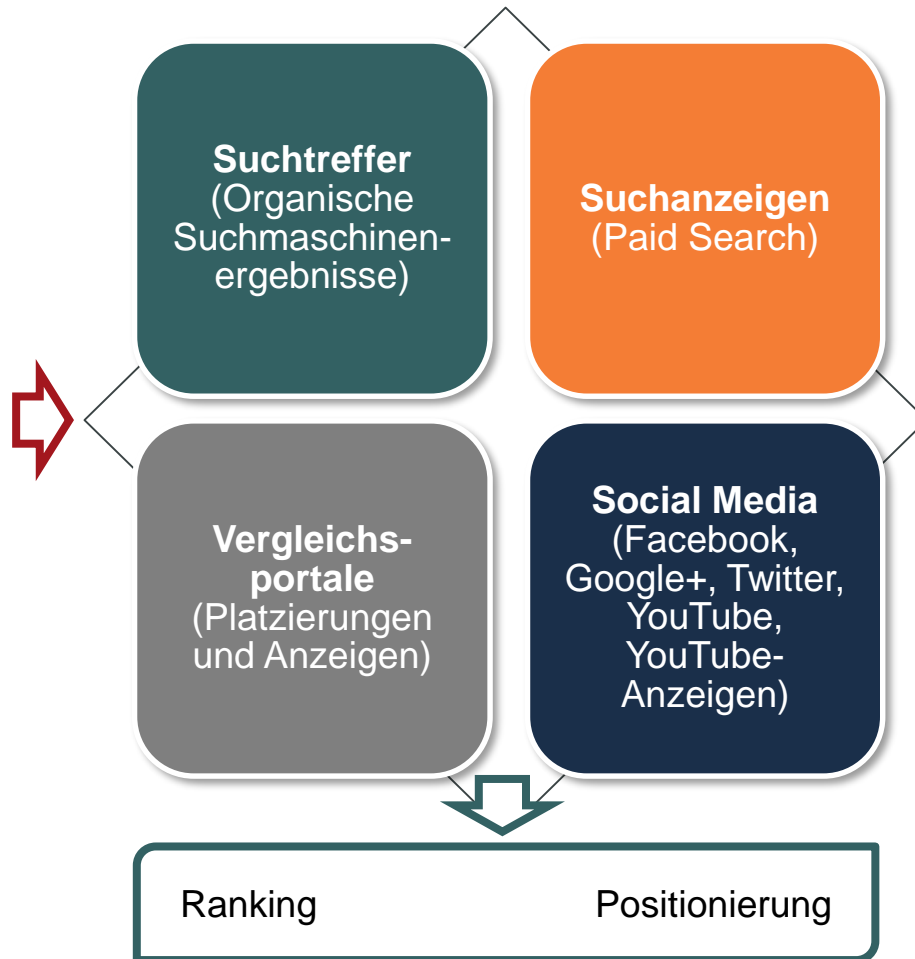 Suchtreffer
(Organische
Suchmaschinen-
ergebnisse)
Suchanzeigen
(Paid Search)
Vergleichs-
portale
(Platzierungen
und Anzeigen)
Social Media
(Facebook,
Google+, Twitter,
YouTube,
YouTube-
Anzeigen)
Ranking
Positionierung